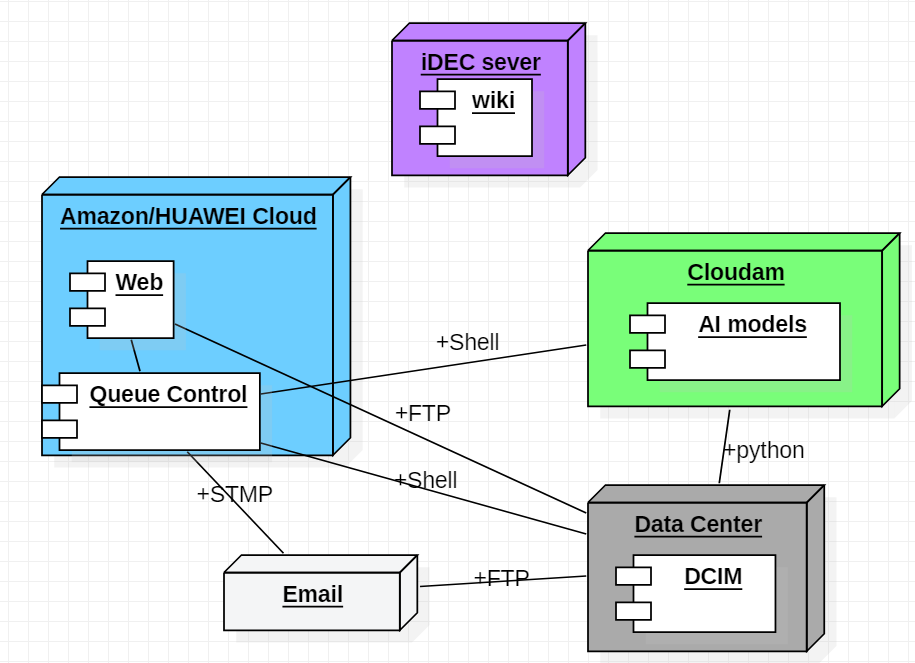 iDEC sever
wiki
Amazon/HUAWEI Cloud
Web
Queue Control
Cloudam
AI models
+Shell
+FTP
+python
+Shell
+STMP
Data Center
DCIM
+FTP
Email